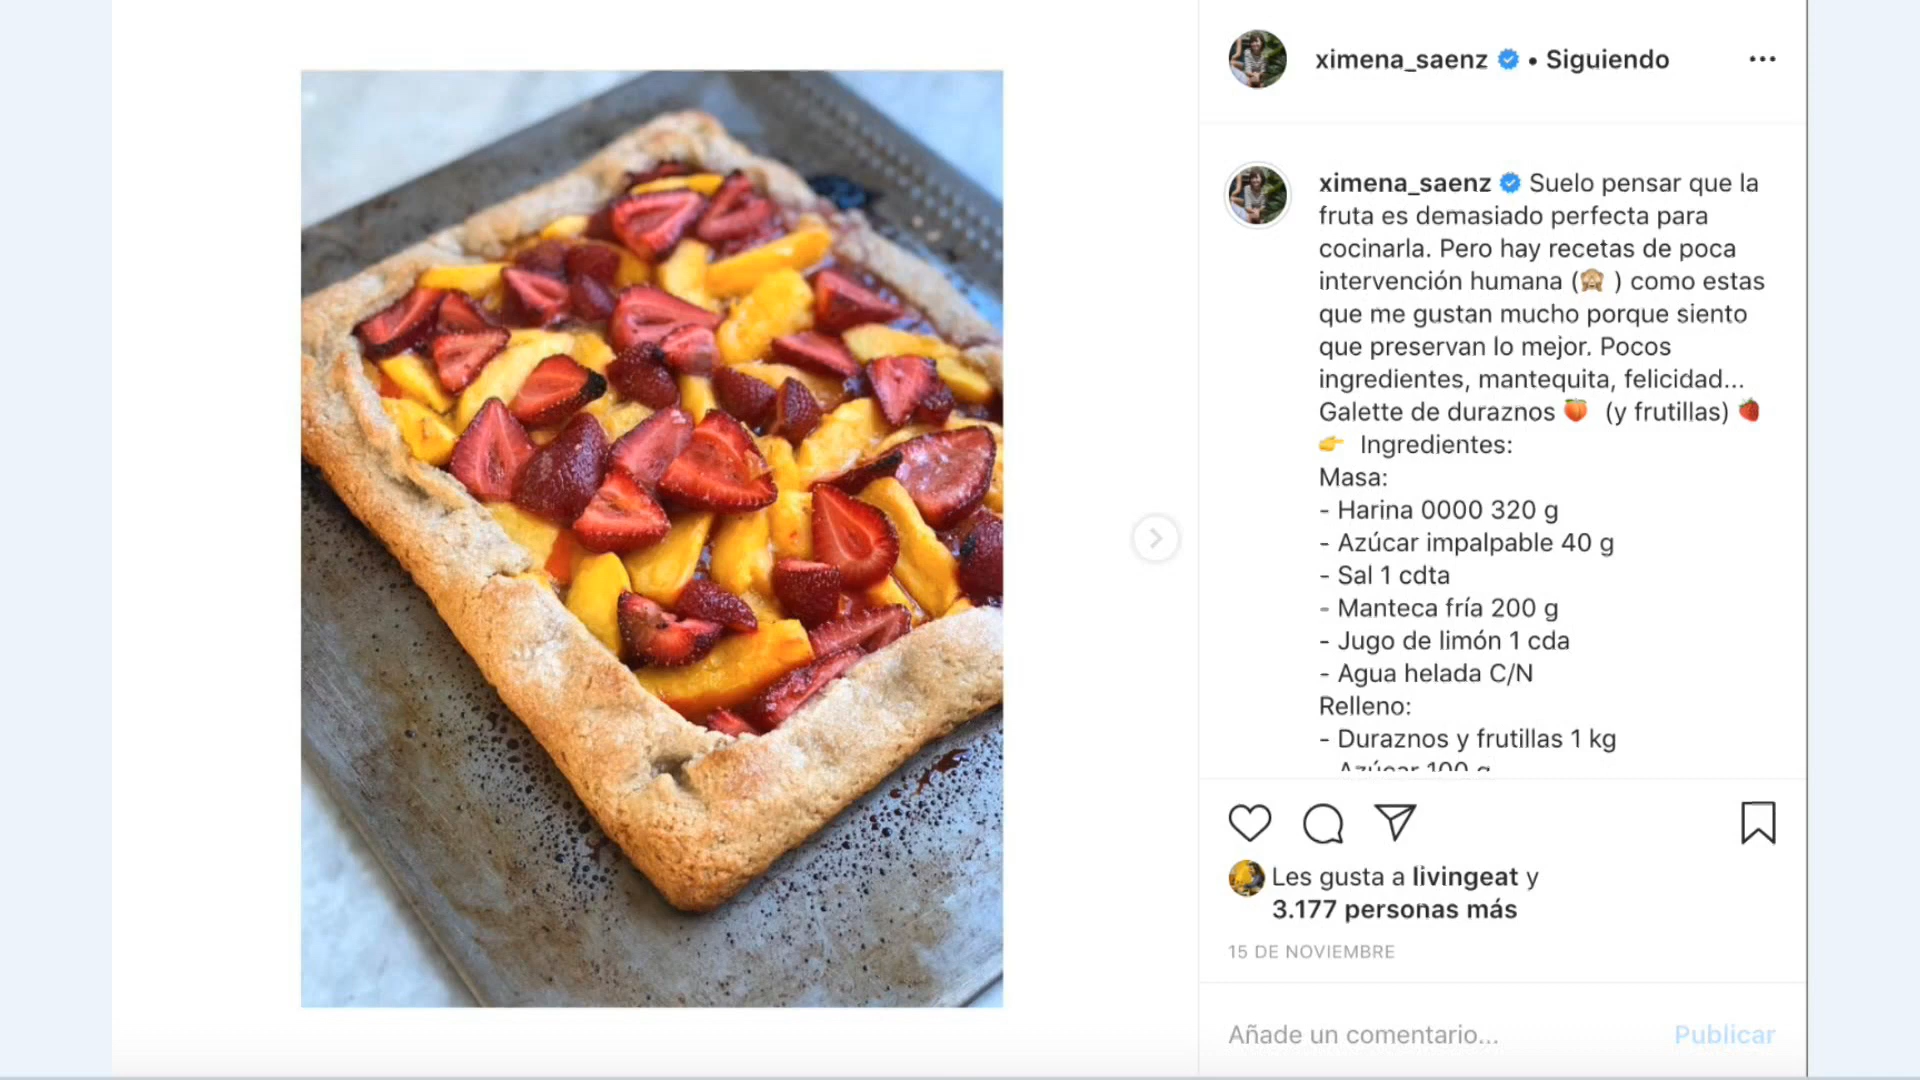 ximena_saenz • Siguiendo
ximena_saenz Suelo pensar que la
fruta es demasiado perfecta para
cocinarla. Pero hay recetas de poca
intervención humana (🙈 ) como estas
que me gustan mucho porque siento
que preservan lo mejor. Pocos
ingredientes, mantequita, felicidad...
Galette de duraznos 🍑 (y frutillas) 🍓
👉 Ingredientes:
Masa:
- Harina 0000 320 g
- Azúcar impalpable 40 g
- Sal 1 cdta
- Manteca fría 200 g
- Jugo de limón 1 cda
- Agua helada C/N
Relleno:
- Duraznos y frutillas 1 kg
- Azúcar 100 g
Les gusta a livingeat y
3.177 personas más
15 DE NOVIEMBRE
Añade un comentario... Publicar